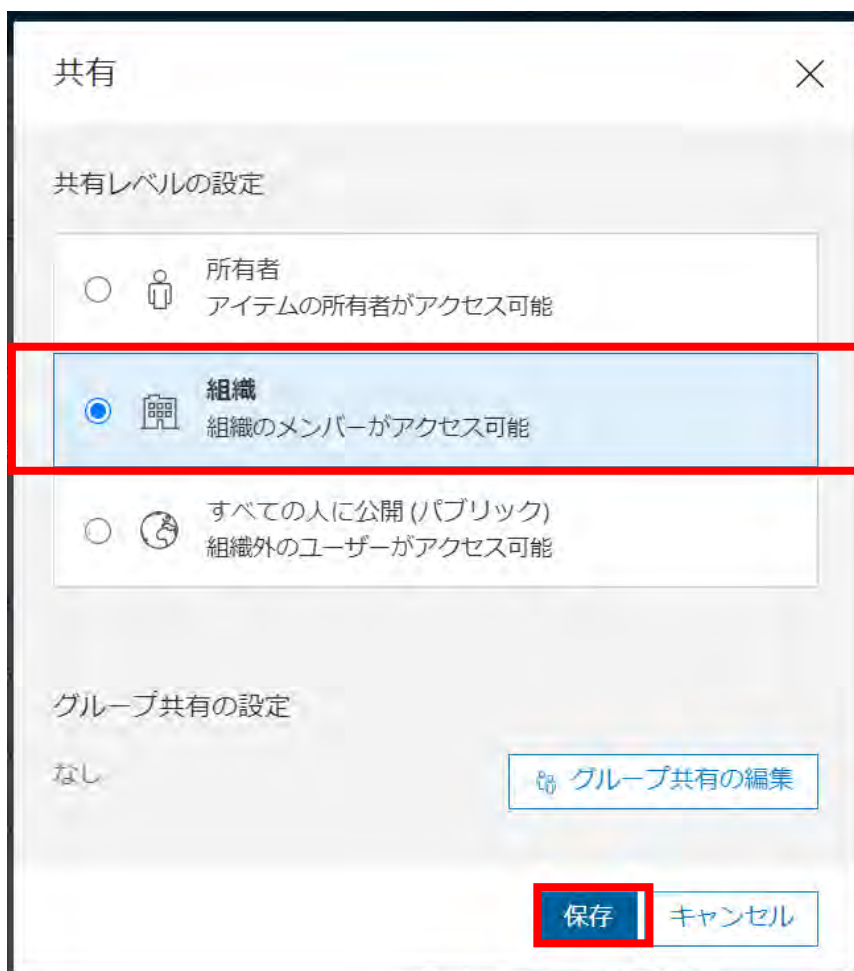 共有
共有レベルの設定
所有者
アイテムの所有者がアクセス可能
組織
組織のメンバーがアクセス可能
すべての人に公開 (パブリック)
組織外のユーザーがアクセス可能
グループ共有の設定
なし
グループ共有の編集
保存
キャンセル